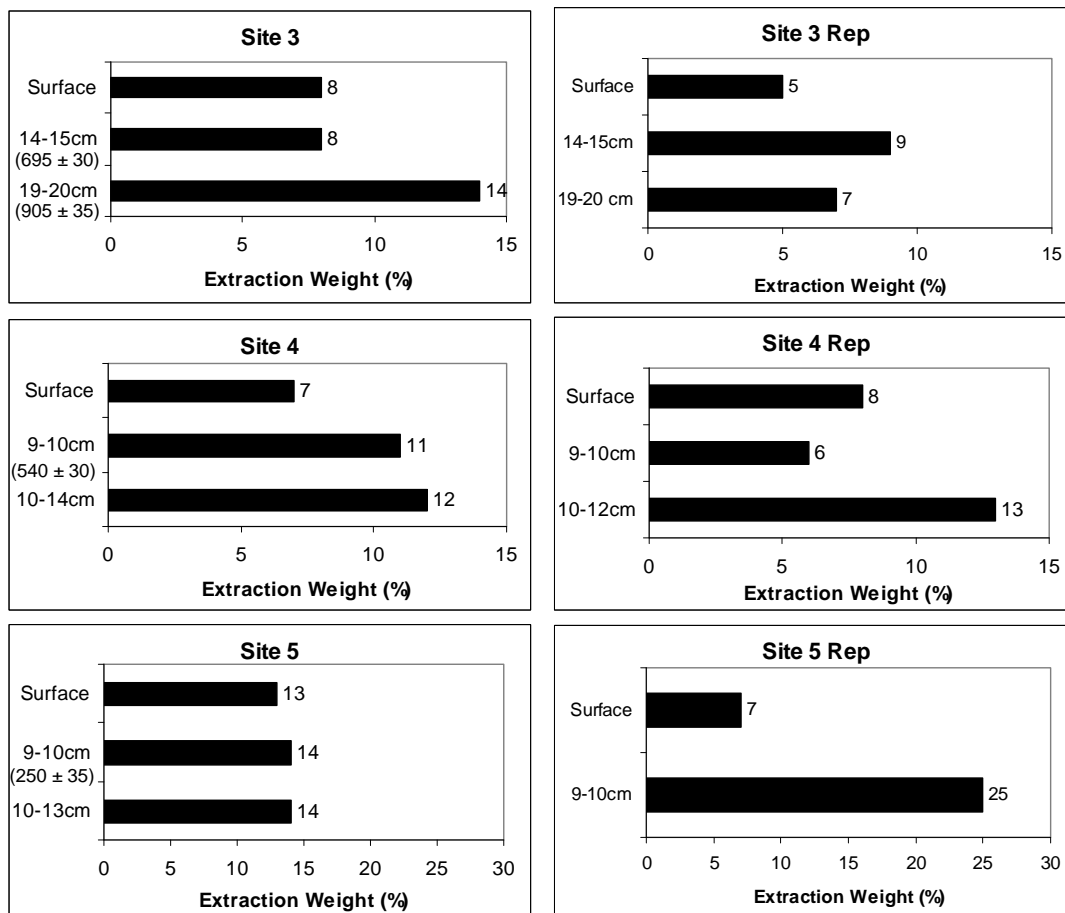 Site 3
Surface
8
14-15cm
(695 ± 30)
8
19-20cm
(905 ± 35)
14
0 5 10 15
Extraction Weight (%)
Site 3 Rep
Surface
5
14-15cm
9
19-20 cm
7
0 5 10 15
Extraction Weight (%)
Site 4
Surface
7
9-10cm
(540 ± 30)
11
10-14cm
12
0 5 10 15
Extraction Weight (%)
Site 4 Rep
Surface
8
9-10cm
6
10-12cm
13
0 5 10 15
Extraction Weight (%)
Site 5
Surface
13
9-10cm
(250 ± 35)
14
10-13cm
14
0 5 10 15 20 25 30
Extraction Weight (%)
Site 5 Rep
Surface
7
9-10cm
25
0 5 10 15 20 25 30
Extraction Weight (%)